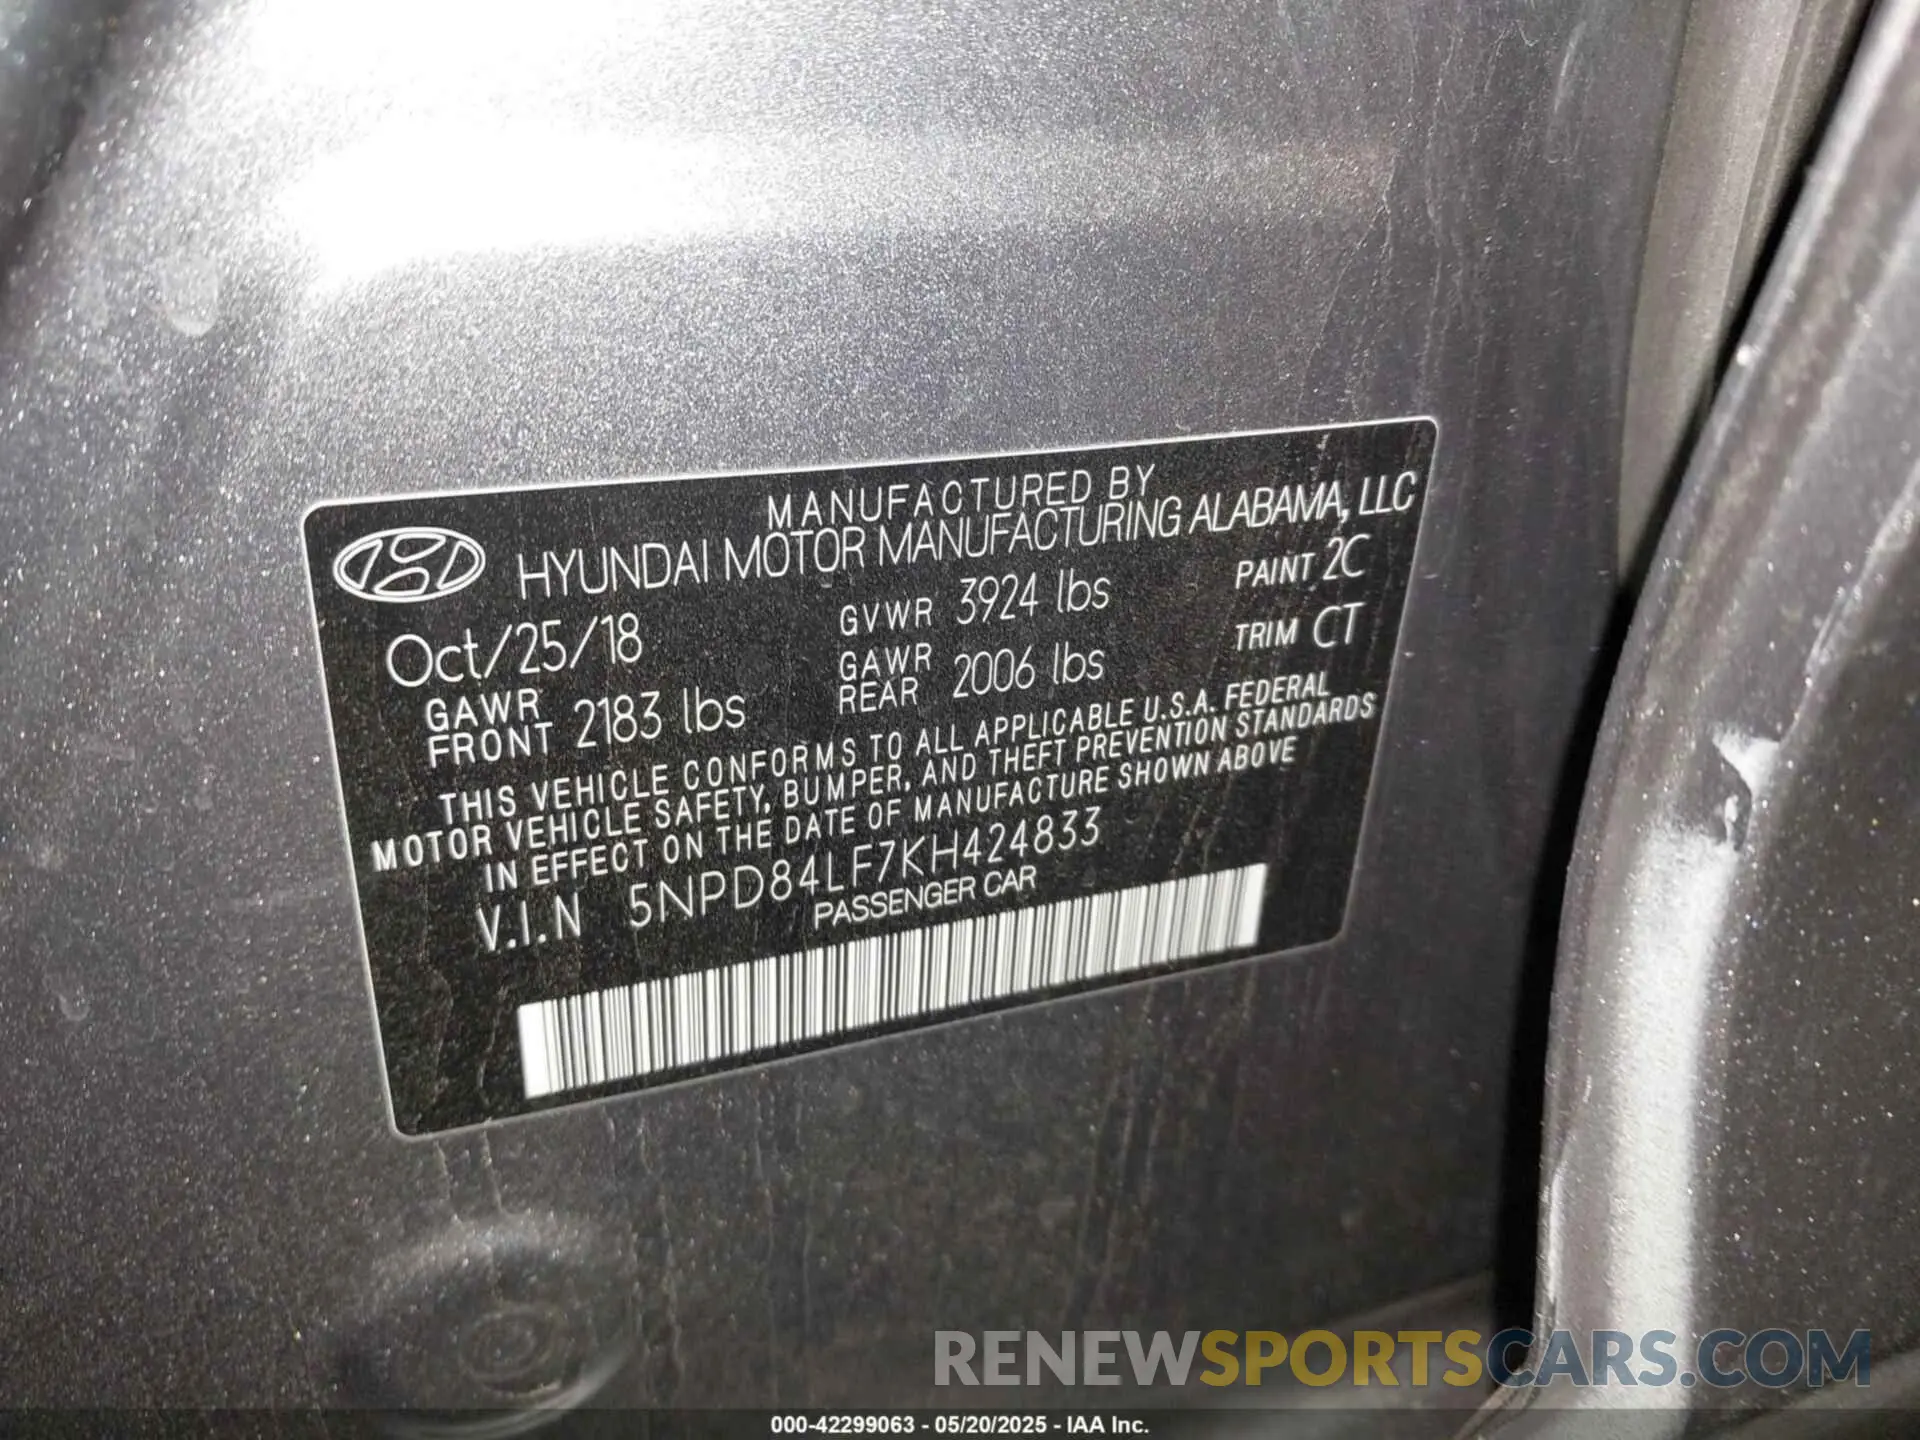 MANUFACTURED BY
HYUNDAI MOTOR MANUFACTURING ALABAMA, LLC
Oct/25/18 GVWR 3924 lbs PAINT 2C
GAWR FRONT 2183 lbs GAWR REAR 2006 lbs TRIM CT
THIS VEHICLE CONFORMS TO ALL APPLICABLE U.S.A. FEDERAL
MOTOR VEHICLE SAFETY, BUMPER, AND THEFT PREVENTION STANDARDS
IN EFFECT ON THE DATE OF MANUFACTURE SHOWN ABOVE
V.I.N 5NPD84LF7KH424833
PASSENGER CAR
RENEWSPORTSCARS.COM
000-42299063 - 05/20/2025 - IAA Inc.